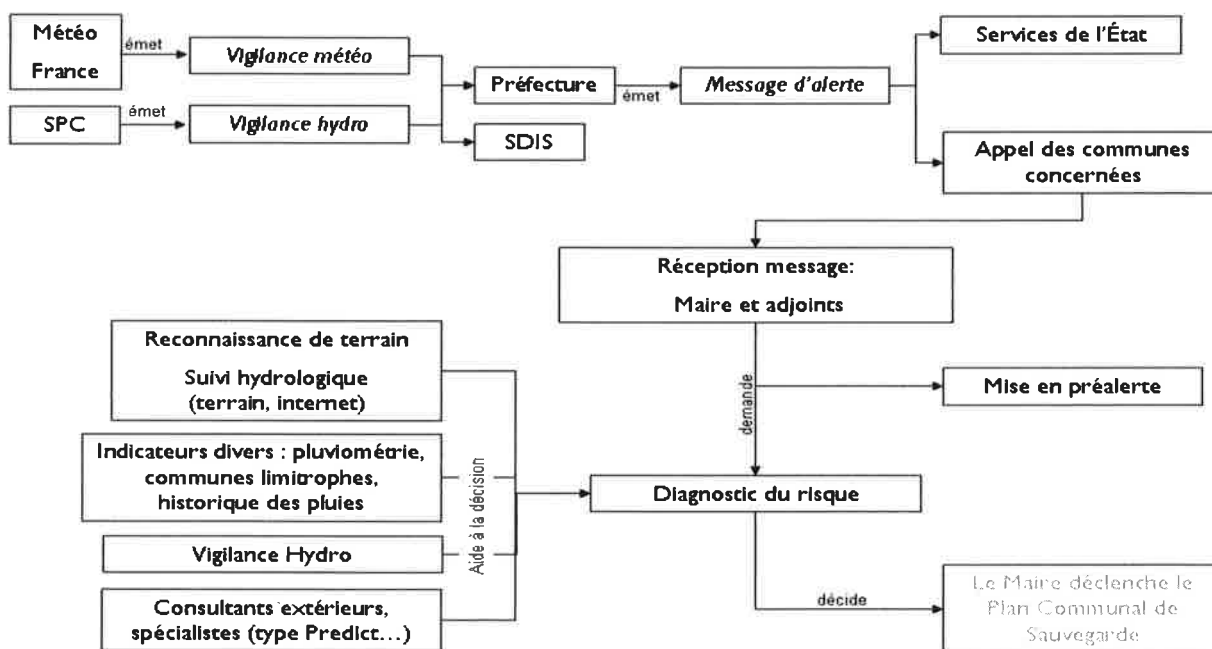 Météo
France
émet
Vigilance météo
SPC
émet
Vigilance hydro
Préfecture
SDIS
émet
Message d'alerte
Services de l'État
Appel des communes
concernées
Réception message:
Maire et adjoints
demande
Mise en préalerte
Reconnaissance de terrain
Suivi hydrologique
(terrain, internet)
Indicateurs divers : pluviométrie,
communes limitrophes,
historique des pluies
Vigilance Hydro
Consultants extérieurs,
spécialistes (type Predict…)
Aide à la décision
Diagnostic du risque
décide
Le Maire déclenche le
Plan Communal de
Sauvegarde